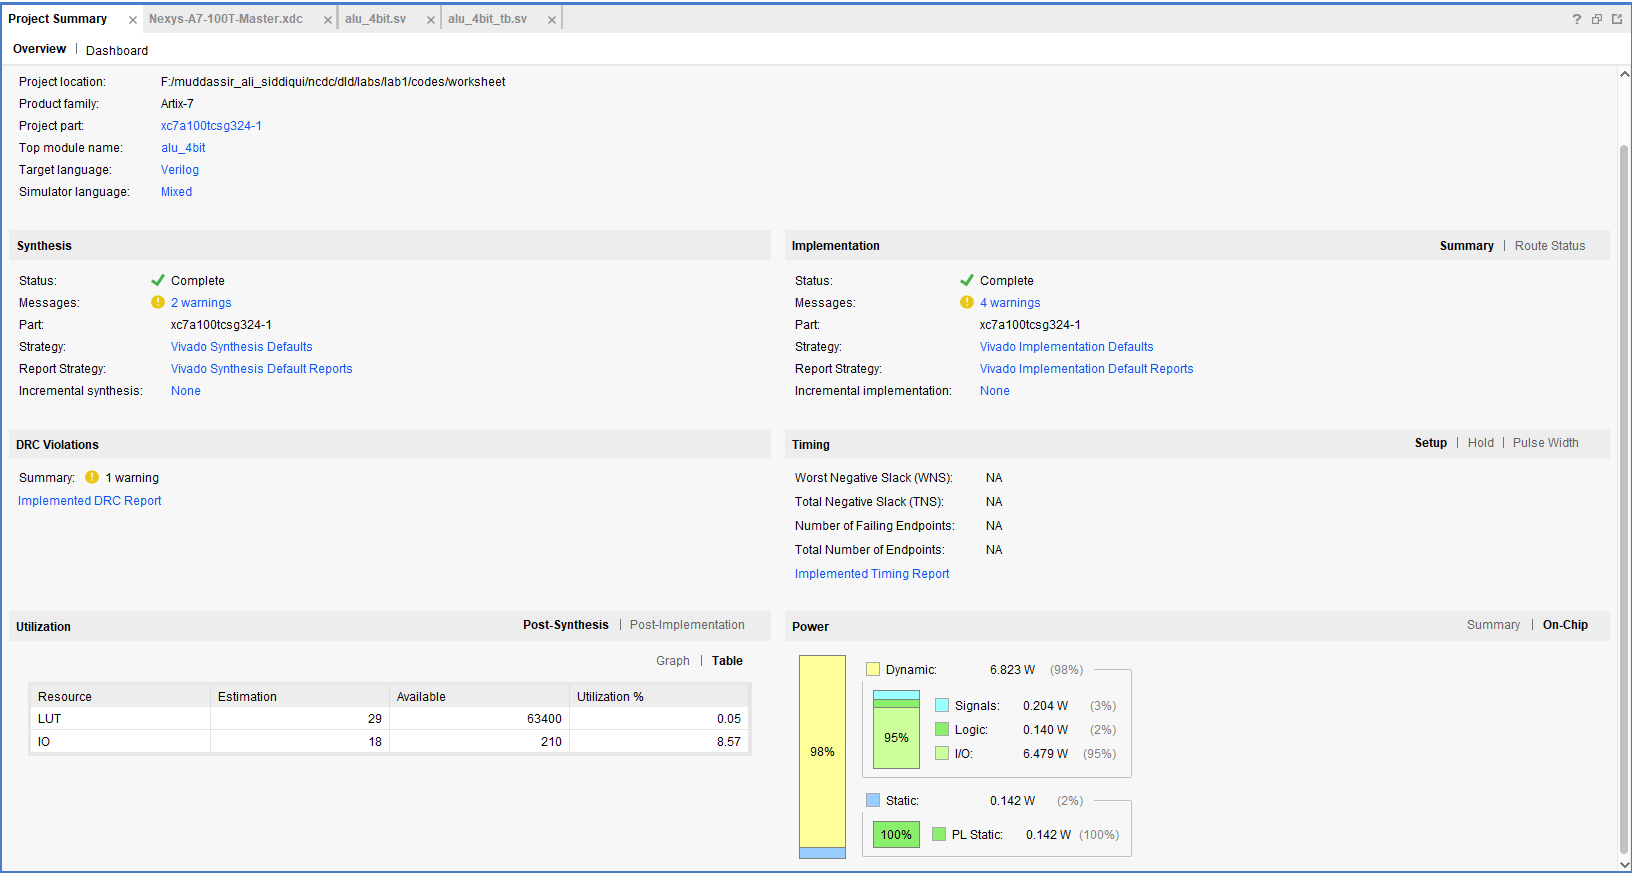 Project Summary × Nexys-A7-100T-Master.xdc × alu_4bit.sv × alu_4bit_tb.sv ×
?
Overview | Dashboard
Project location: F:/muddassir_ali_siddiqui/ncdc/dld/labs/lab1/codes/worksheet
Product family: Artix-7
Project part: xc7a100tcsg324-1
Top module name: alu_4bit
Target language: Verilog
Simulator language: Mixed
Synthesis
Status: Complete
Messages: ! 2 warnings
Part: xc7a100tcsg324-1
Strategy: Vivado Synthesis Defaults
Report Strategy: Vivado Synthesis Default Reports
Incremental synthesis: None
Implementation Summary | Route Status
Status: Complete
Messages: ! 4 warnings
Part: xc7a100tcsg324-1
Strategy: Vivado Implementation Defaults
Report Strategy: Vivado Implementation Default Reports
Incremental implementation: None
DRC Violations
Summary: ! 1 warning
Implemented DRC Report
Timing Setup | Hold | Pulse Width
Worst Negative Slack (WNS): NA
Total Negative Slack (TNS): NA
Number of Failing Endpoints: NA
Total Number of Endpoints: NA
Implemented Timing Report
Utilization Post-Synthesis | Post-Implementation
Graph | Table
Resource Estimation Available Utilization %
LUT 29 63400 0.05
IO 18 210 8.57
Power Summary | On-Chip
98%
Dynamic: 6.823 W (98%)
95%
Signals: 0.204 W (3%)
Logic: 0.140 W (2%)
I/O: 6.479 W (95%)
Static: 0.142 W (2%)
100% PL Static: 0.142 W (100%)